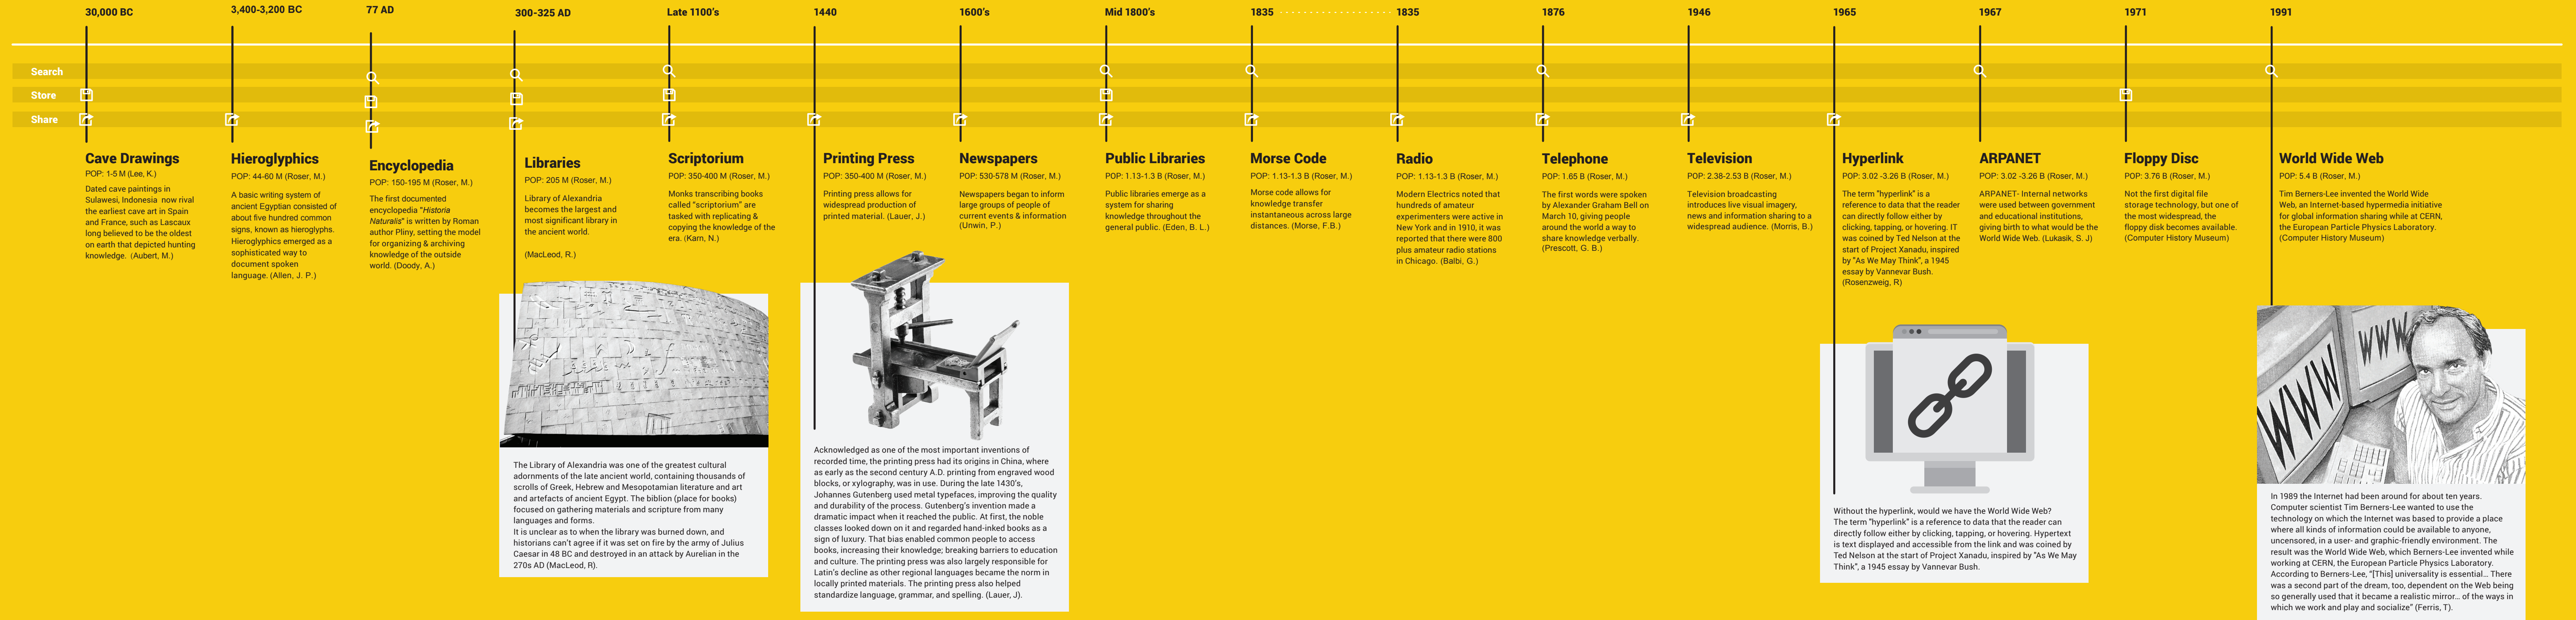 30,000 BC
3,400-3,200 BC
77 AD
300-325 AD
Late 1100's
1440
1600's
Mid 1800's
1835
1835
1876
1946
1965
1967
1971
1991
Search
Store
Share
Cave Drawings
POP: 1-5 M (Lee, K.)
Dated cave paintings in
Sulawesi, Indonesia now rival
the earliest cave art in Spain
and France, such as Lascaux
long believed to be the oldest
on earth that depicted hunting
knowledge. (Aubert, M.)
Hieroglyphics
POP: 44-60 M (Roser, M.)
A basic writing system of
ancient Egyptian consisted of
about five hundred common
signs, known as hieroglyphs.
Hieroglyphics emerged as a
sophisticated way to
document spoken
language. (Allen, J. P.)
Encyclopedia
POP: 150-195 M (Roser, M.)
The first documented
encyclopedia "Historia
Naturalis" is written by Roman
author Pliny, setting the model
for organizing & archiving
knowledge of the outside
world. (Doody, A.)
Libraries
POP: 205 M (Roser, M.)
Library of Alexandria
becomes the largest and
most significant library in
the ancient world.
(MacLeod, R.)
The Library of Alexandria was one of the greatest cultural
adornments of the late ancient world, containing thousands of
scrolls of Greek, Hebrew and Mesopotamian literature and art
and artefacts of ancient Egypt. The biblion (place for books)
focused on gathering materials and scripture from many
languages and forms.
It is unclear as to when the library was burned down, and
historians can't agree if it was set on fire by the army of Julius
Caesar in 48 BC and destroyed in an attack by Aurelian in the
270s AD (MacLeod, R).
Scriptorium
POP: 350-400 M (Roser, M.)
Monks transcribing books
called "scriptorium" are
tasked with replicating &
copying the knowledge of the
era. (Karn, N.)
Printing Press
POP: 350-400 M (Roser, M.)
Printing press allows for
widespread production of
printed material. (Lauer, J.)
Acknowledged as one of the most important inventions of
recorded time, the printing press had its origins in China, where
as early as the second century A.D. printing from engraved wood
blocks, or xylography, was in use. During the late 1430's,
Johannes Gutenberg used metal typefaces, improving the quality
and durability of the process. Gutenberg's invention made a
dramatic impact when it reached the public. At first, the noble
classes looked down on it and regarded hand-inked books as a
sign of luxury. That bias enabled common people to access
books, increasing their knowledge; breaking barriers to education
and culture. The printing press was also largely responsible for
Latin's decline as other regional languages became the norm in
locally printed materials. The printing press also helped
standardize language, grammar, and spelling. (Lauer, J).
Newspapers
POP: 530-578 M (Roser, M.)
Newspapers began to inform
large groups of people of
current events & information
(Unwin, P.)
Public Libraries
POP: 1.13-1.3 B (Roser, M.)
Public libraries emerge as a
system for sharing
knowledge throughout the
general public. (Eden, B. L.)
Morse Code
POP: 1.13-1.3 B (Roser, M.)
Morse code allows for
knowledge transfer
instantaneous across large
distances. (Morse, F.B.)
Radio
POP: 1.13-1.3 B (Roser, M.)
Modern Electrics noted that
hundreds of amateur
experimenters were active in
New York and in 1910, it was
reported that there were 800
plus amateur radio stations
in Chicago. (Balbi, G.)
Telephone
POP: 1.65 B (Roser, M.)
The first words were spoken
by Alexander Graham Bell on
March 10, giving people
around the world a way to
share knowledge verbally.
(Prescott, G. B.)
Television
POP: 2.38-2.53 B (Roser, M.)
Television broadcasting
introduces live visual imagery,
news and information sharing to a
widespread audience. (Morris, B.)
Hyperlink
POP: 3.02 -3.26 B (Roser, M.)
The term "hyperlink" is a
reference to data that the reader
can directly follow either by
clicking, tapping, or hovering. IT
was coined by Ted Nelson at the
start of Project Xanadu, inspired
by "As We May Think", a 1945
essay by Vannevar Bush.
(Rosenzweig, R)
Without the hyperlink, would we have the World Wide Web?
The term "hyperlink" is a reference to data that the reader can
directly follow either by clicking, tapping, or hovering. Hypertext
is text displayed and accessible from the link and was coined by
Ted Nelson at the start of Project Xanadu, inspired by "As We May
Think", a 1945 essay by Vannevar Bush.
ARPANET
POP: 3.02 -3.26 B (Roser, M.)
ARPANET- Internal networks
were used between government
and educational institutions,
giving birth to what would be the
World Wide Web. (Lukasik, S. J)
Floppy Disc
POP: 3.76 B (Roser, M.)
Not the first digital file
storage technology, but one of
the most widespread, the
floppy disk becomes available.
(Computer History Museum)
World Wide Web
POP: 5.4 B (Roser, M.)
Tim Berners-Lee invented the World Wide
Web, an Internet-based hypermedia initiative
for global information sharing while at CERN,
the European Particle Physics Laboratory.
(Computer History Museum)
WWW
WWW
In 1989 the Internet had been around for about ten years.
Computer scientist Tim Berners-Lee wanted to use the
technology on which the Internet was based to provide a place
where all kinds of information could be available to anyone,
uncensored, in a user- and graphic-friendly environment. The
result was the World Wide Web, which Berners-Lee invented while
working at CERN, the European Particle Physics Laboratory.
According to Berners-Lee, "[This] universality is essential... There
was a second part of the dream, too, dependent on the Web being
so generally used that it became a realistic mirror... of the ways in
which we work and play and socialize" (Ferris, T).